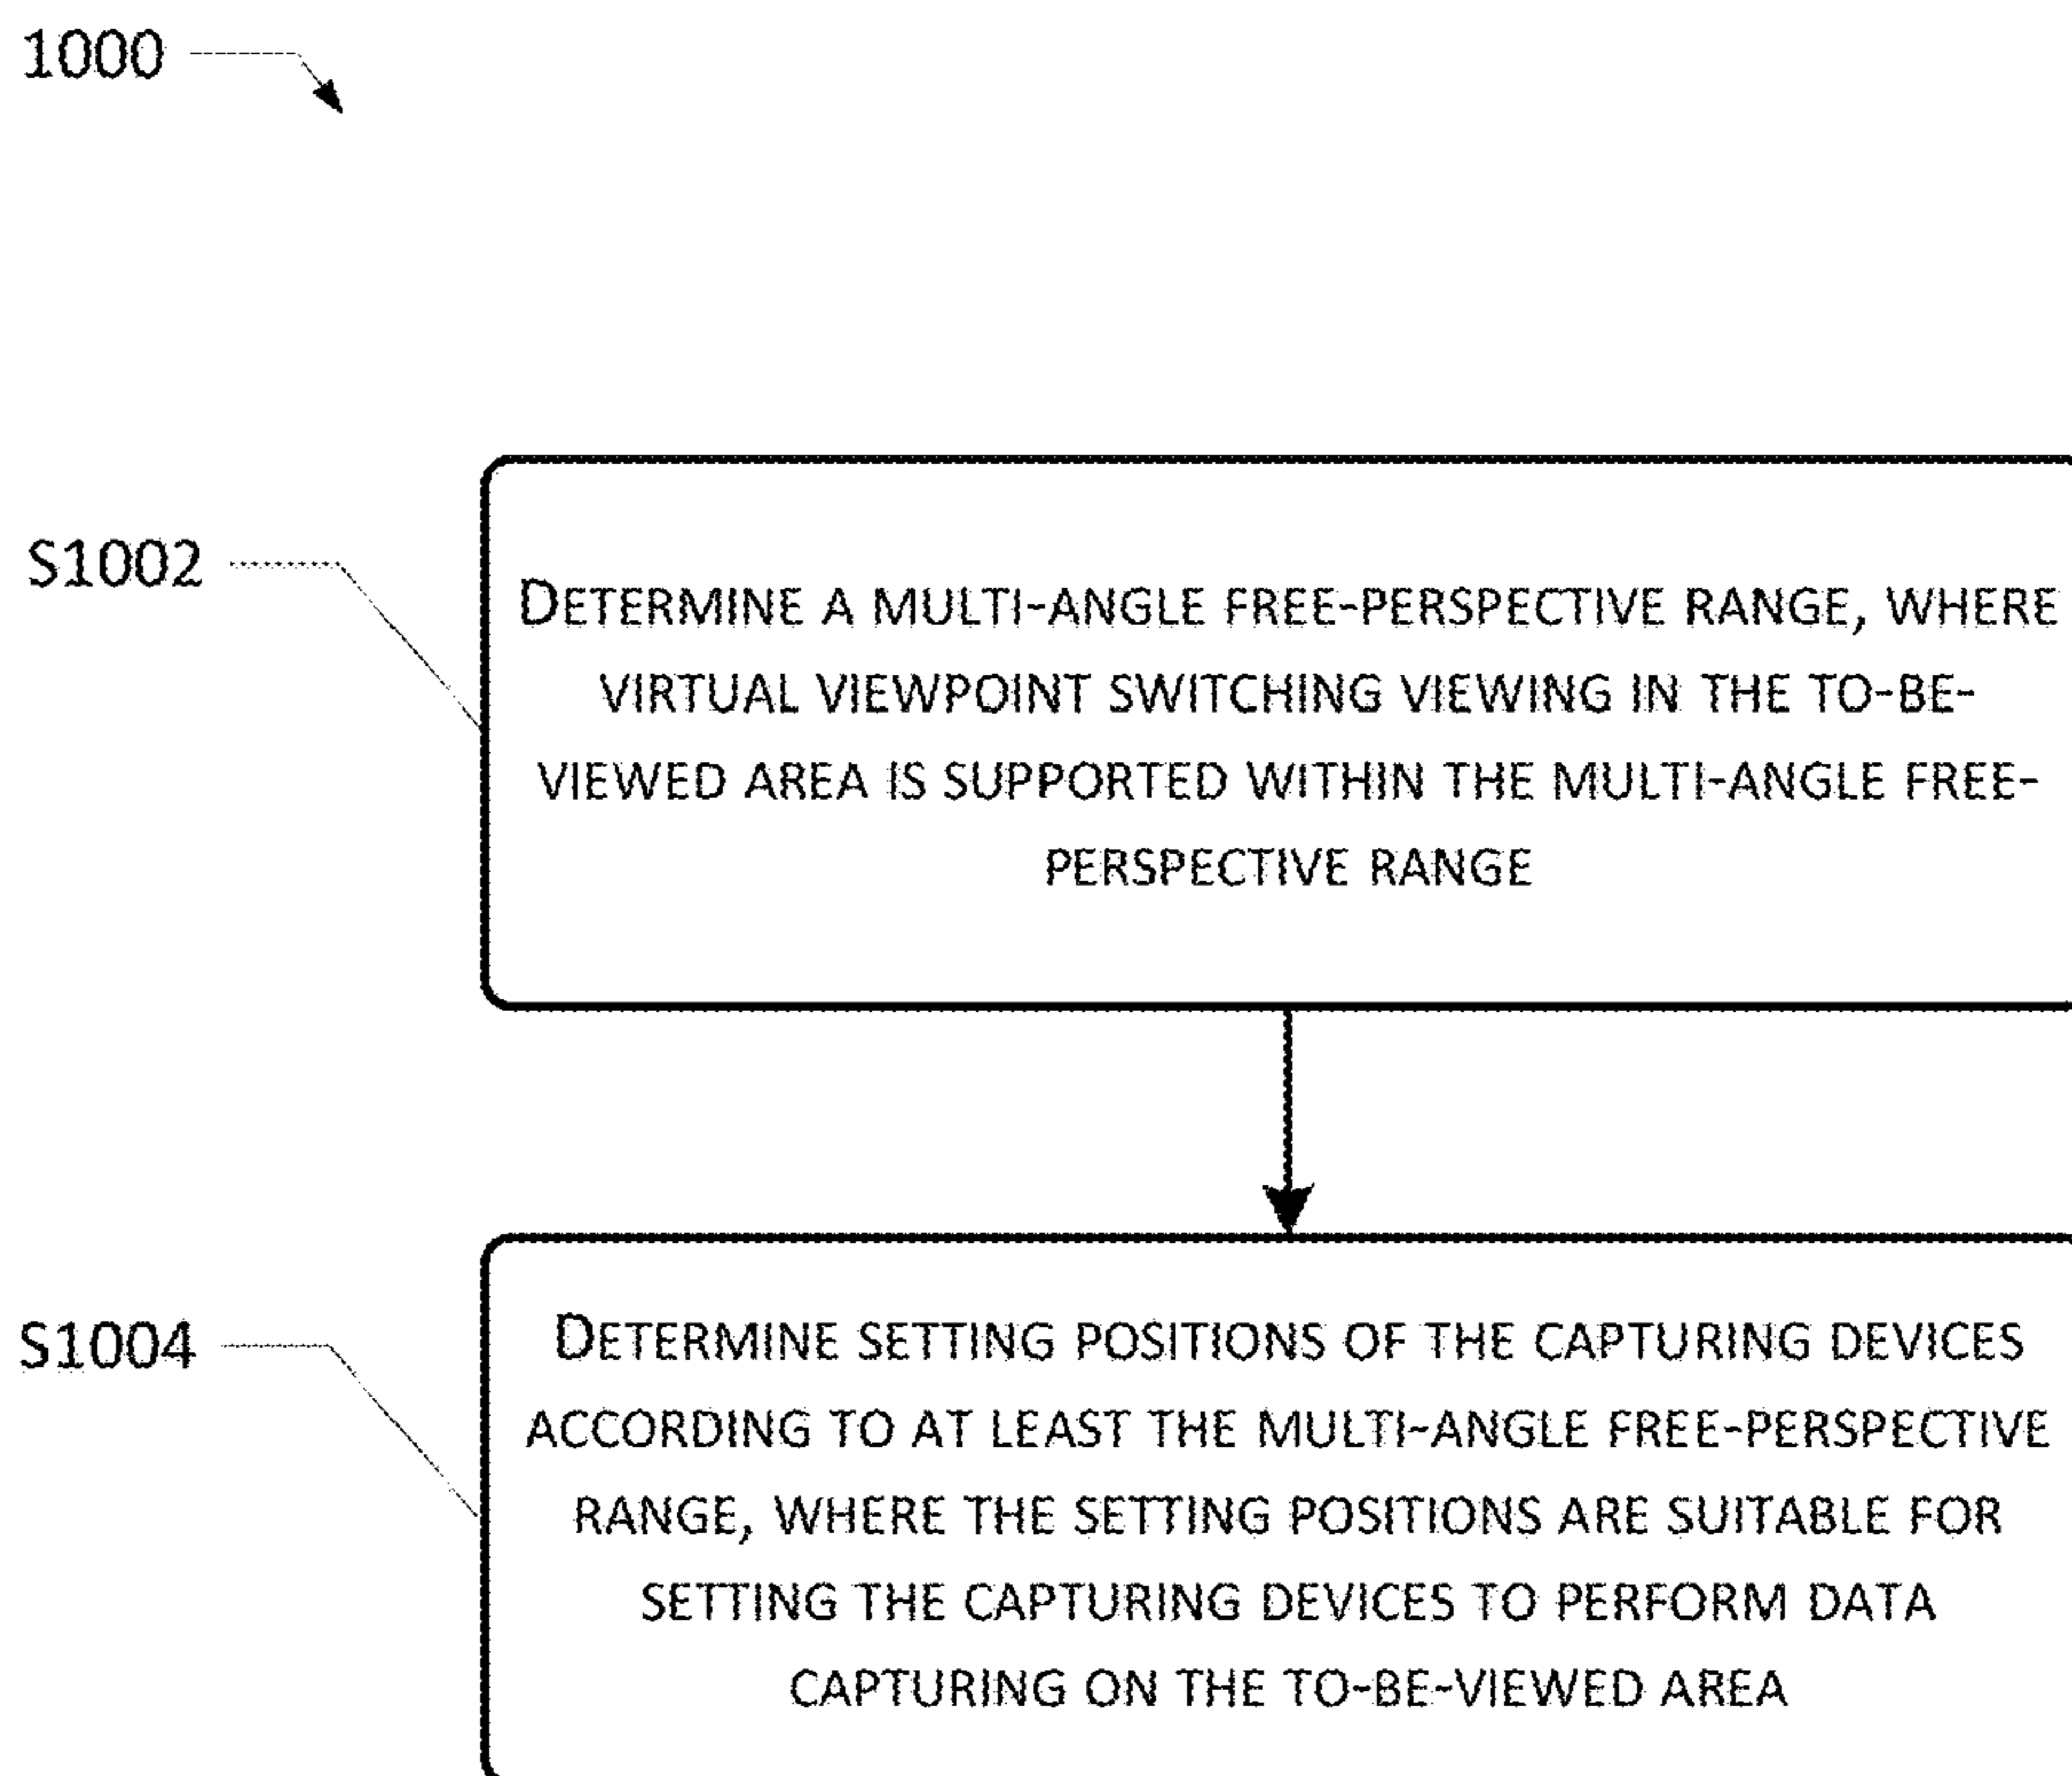 1000
S1002
DETERMINE A MULTI-ANGLE FREE-PERSPECTIVE RANGE, WHERE
VIRTUAL VIEWPOINT SWITCHING VIEWING IN THE TO-BE-
VIEWED AREA IS SUPPORTED WITHIN THE MULTI-ANGLE FREE-
PERSPECTIVE RANGE
S1004
DETERMINE SETTING POSITIONS OF THE CAPTURING DEVICES
ACCORDING TO AT LEAST THE MULTI-ANGLE FREE-PERSPECTIVE
RANGE, WHERE THE SETTING POSITIONS ARE SUITABLE FOR
SETTING THE CAPTURING DEVICES TO PERFORM DATA
CAPTURING ON THE TO-BE-VIEWED AREA